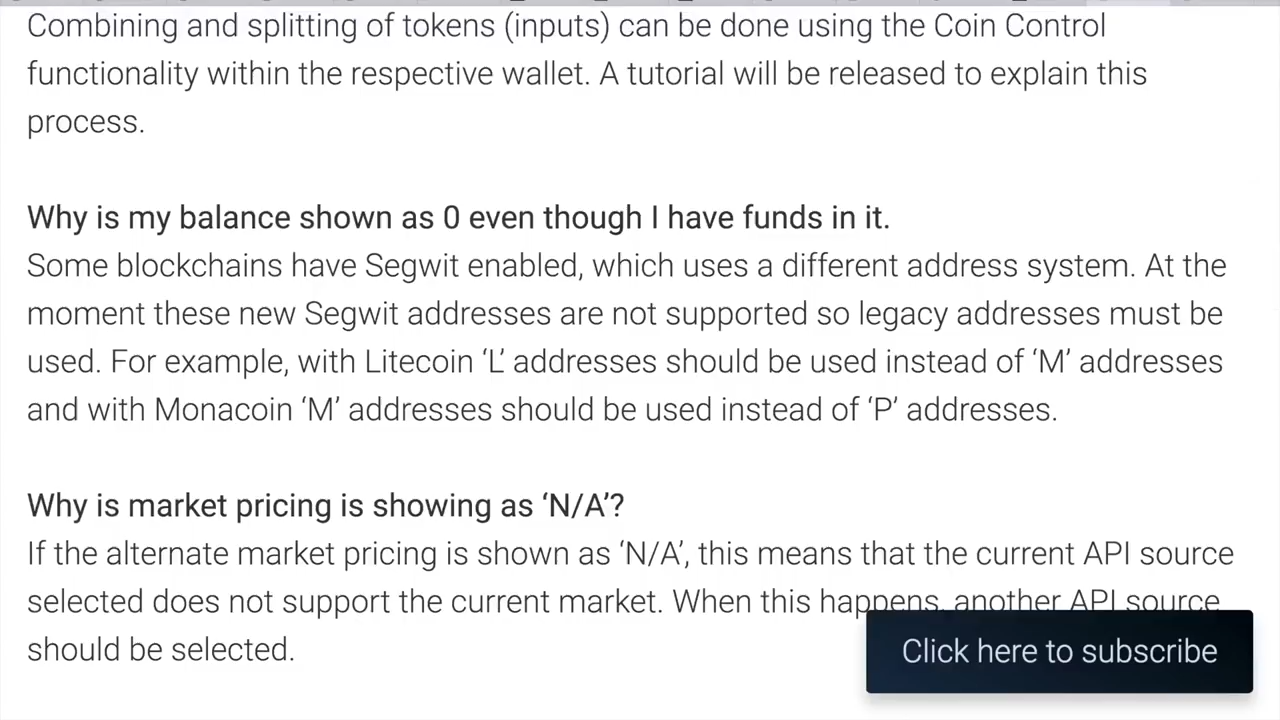 Combining and splitting of tokens (inputs) can be done using the Coin Control
functionality within the respective wallet. A tutorial will be released to explain this
process.
Why is my balance shown as 0 even though I have funds in it.
Some blockchains have Segwit enabled, which uses a different address system. At the
moment these new Segwit addresses are not supported so legacy addresses must be
used. For example, with Litecoin ‘L’ addresses should be used instead of ‘M’ addresses
and with Monacoin ‘M’ addresses should be used instead of ‘P’ addresses.
Why is market pricing is showing as ‘N/A’?
If the alternate market pricing is shown as ‘N/A’, this means that the current API source
selected does not support the current market. When this happens, another API source
should be selected.
Click here to subscribe